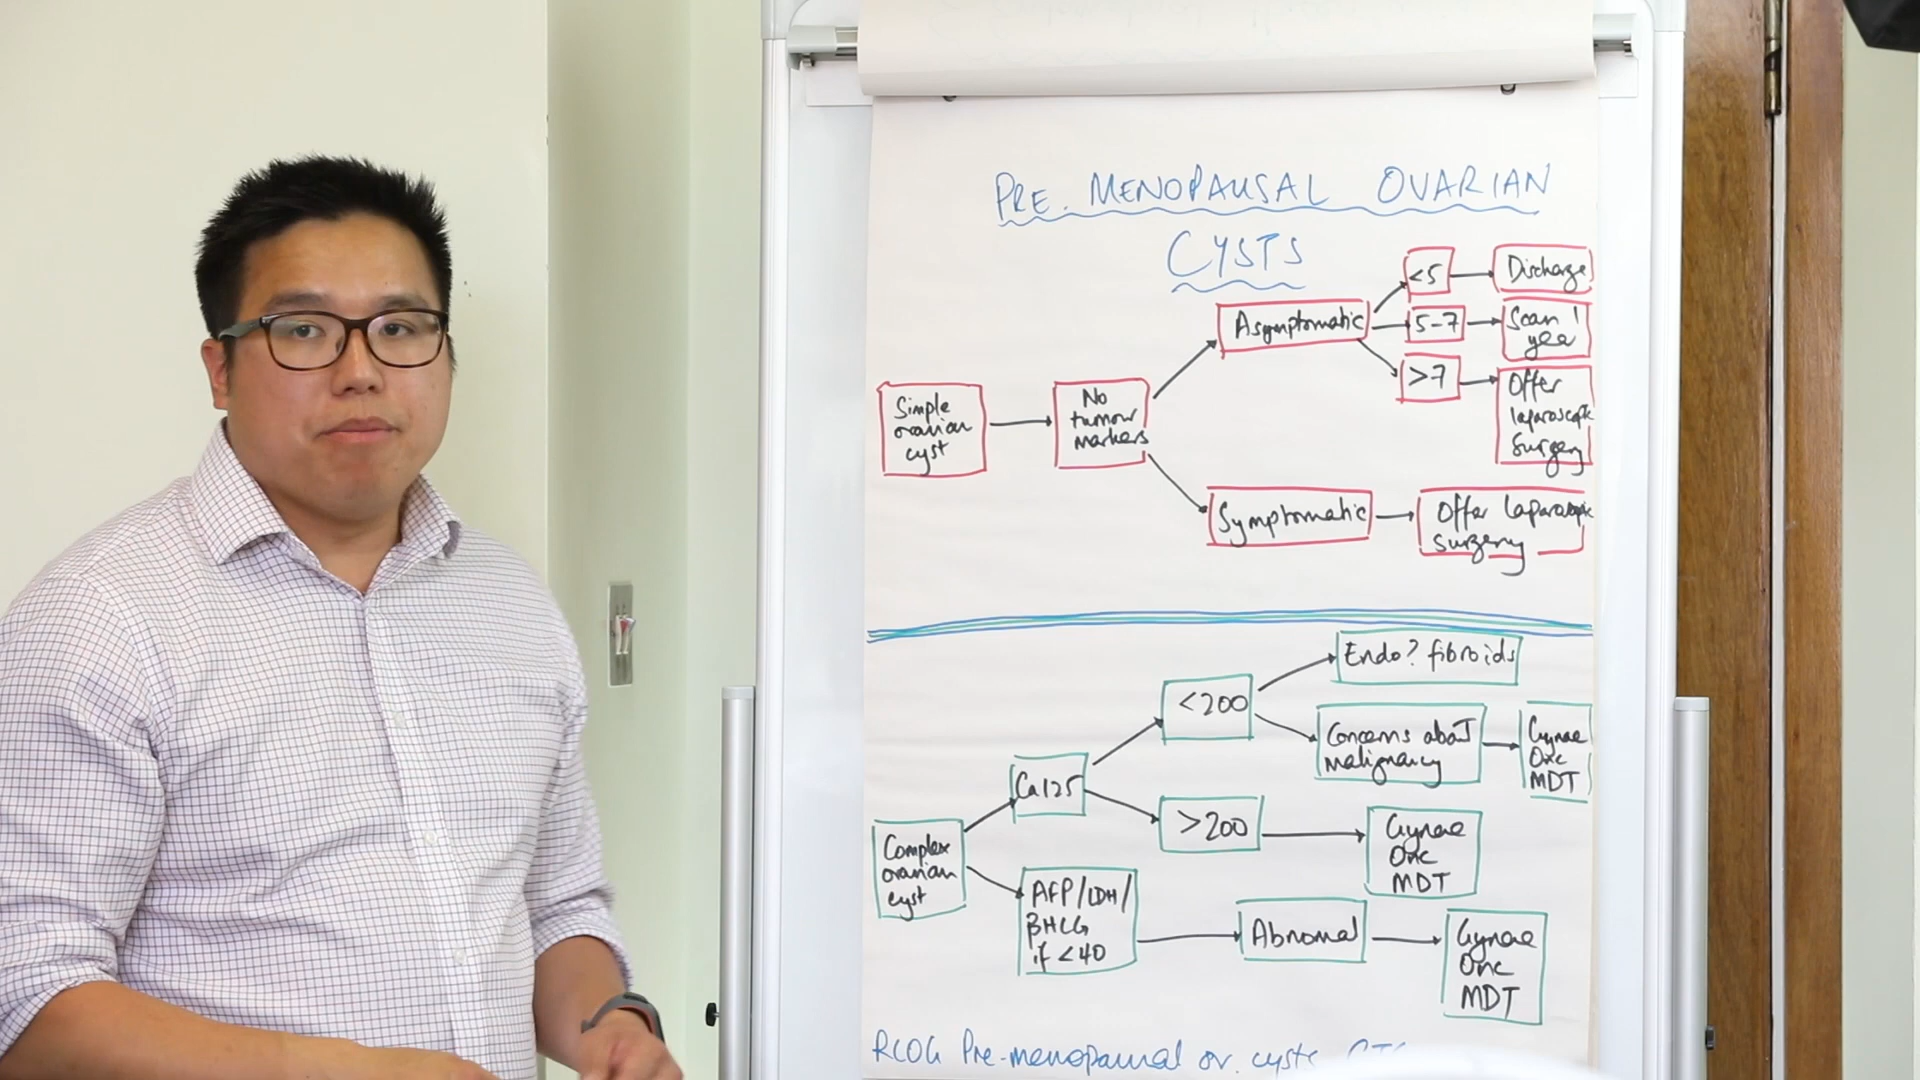 PRE. MENOPAUSAL OVARIAN
CYSTS
Simple
ovarian
cyst
No
tumour
markers
Asymptomatic
<5
Discharge
5-7
Scan 1
year
>7
Offer
laparoscopic
surgery
Symptomatic
Offer laparoscopic
surgery
Complex
ovarian
cyst
Ca125
<200
Endo? fibroids
Concerns about
malignancy
Gynae
Onc
MDT
>200
Gynae
Onc
MDT
AFP/LDH/
βHCG
if <40
Abnormal
Gynae
Onc
MDT
RCOG Pre-menopausal ov. cysts